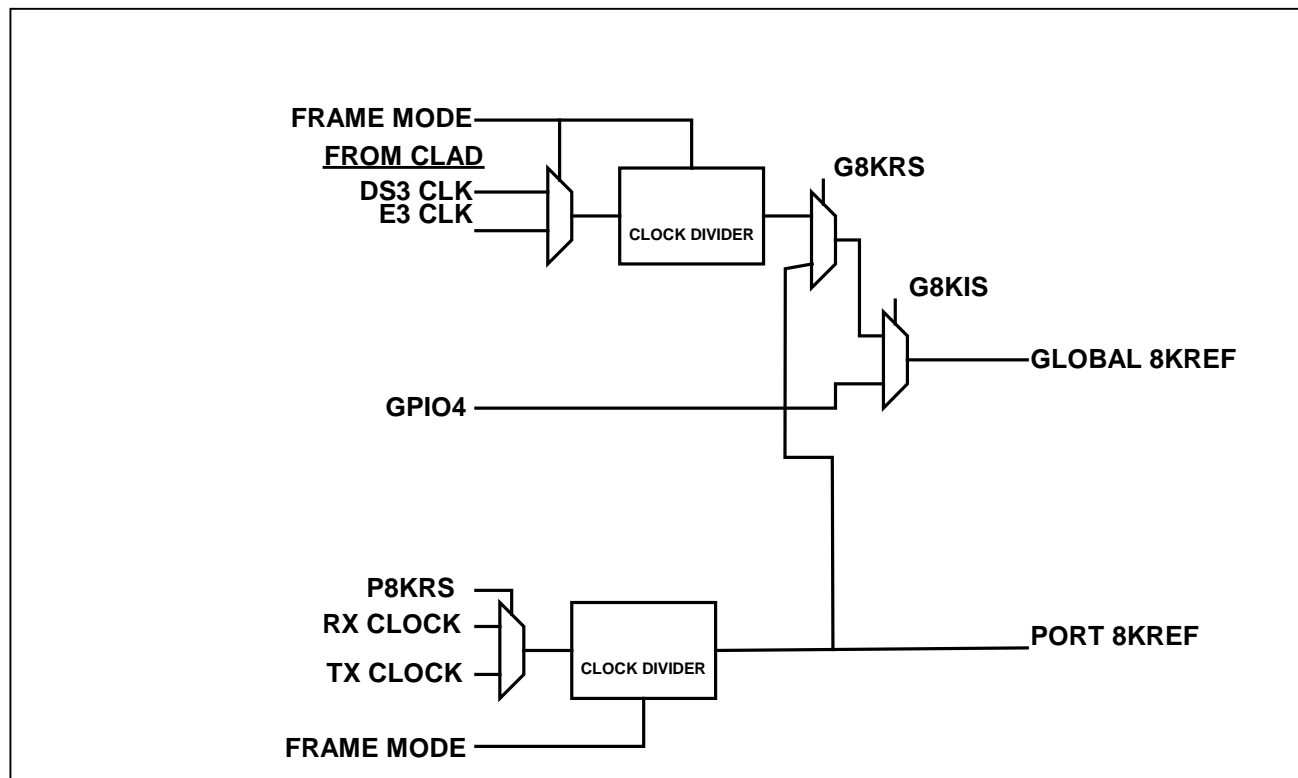 FRAME MODE
FROM CLAD
DS3 CLK
E3 CLK
CLOCK DIVIDER
G8KRS
G8KIS
GLOBAL 8KREF
GPIO4
P8KRS
RX CLOCK
TX CLOCK
CLOCK DIVIDER
PORT 8KREF
FRAME MODE